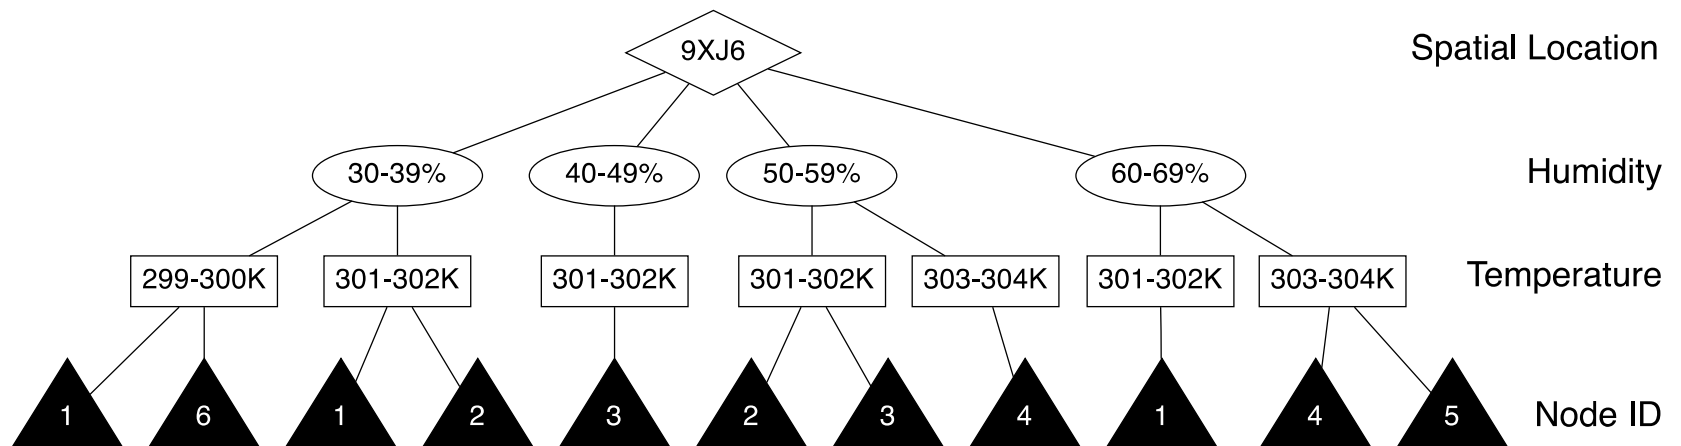 9XJ6 Spatial Location
30-39% 40-49% 50-59% 60-69% Humidity
299-300K 301-302K 301-302K 301-302K 303-304K 301-302K 303-304K Temperature
1 6 1 2 3 2 3 4 1 4 5 Node ID